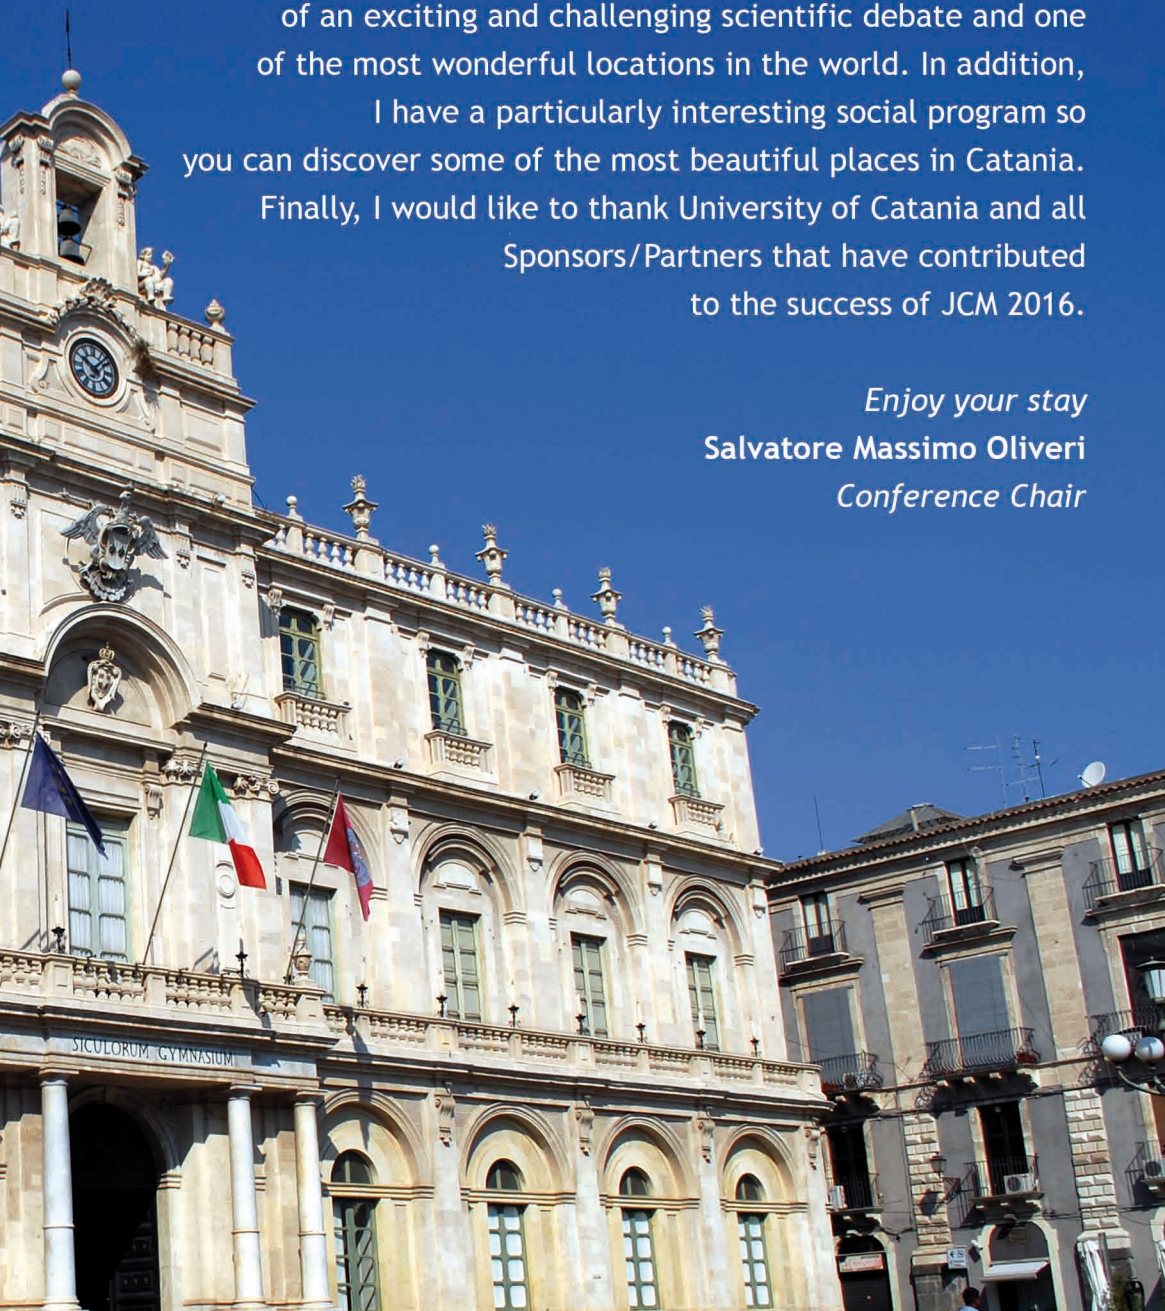 of an exciting and challenging scientific debate and one
of the most wonderful locations in the world. In addition,
I have a particularly interesting social program so
you can discover some of the most beautiful places in Catania.
Finally, I would like to thank University of Catania and all
Sponsors/Partners that have contributed
to the success of JCM 2016.
Enjoy your stay
Salvatore Massimo Oliveri
Conference Chair
SICULORUM GYMNASIUM